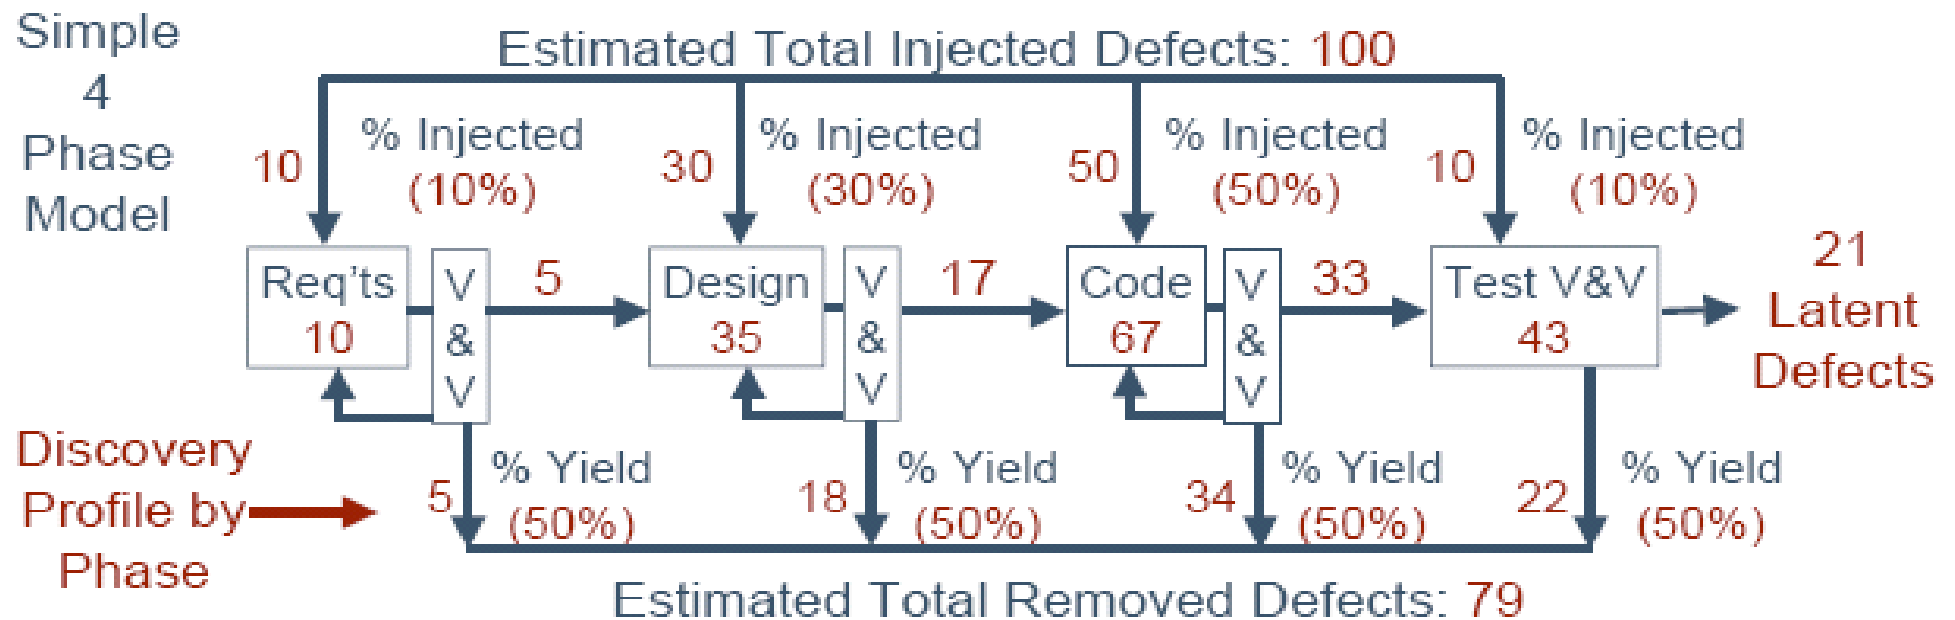 Simple
4
Phase
Model
Estimated Total Injected Defects: 100
10
% Injected
(10%)
30
% Injected
(30%)
50
% Injected
(50%)
10
% Injected
(10%)
Req'ts
10
V
&
V
5
Design
35
V
&
V
17
Code
67
V
&
V
33
Test V&V
43
21
Latent
Defects
Discovery
Profile by
Phase
5
% Yield
(50%)
18
% Yield
(50%)
34
% Yield
(50%)
22
% Yield
(50%)
Estimated Total Removed Defects: 79